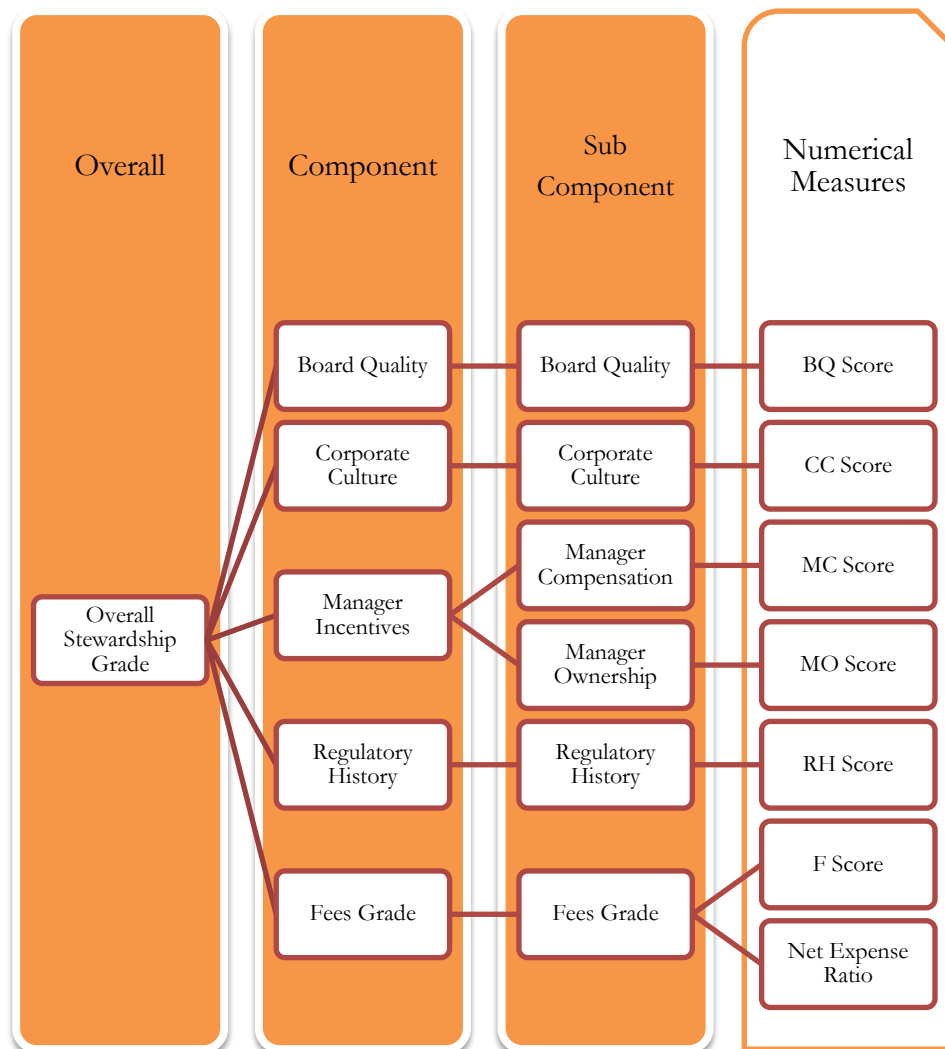 Overall
Component
Sub
Component
Numerical
Measures
Overall
Stewardship
Grade
Board Quality
Corporate
Culture
Manager
Incentives
Regulatory
History
Fees Grade
Board Quality
Corporate
Culture
Manager
Compensation
Manager
Ownership
Regulatory
History
Fees Grade
BQ Score
CC Score
MC Score
MO Score
RH Score
F Score
Net Expense
Ratio